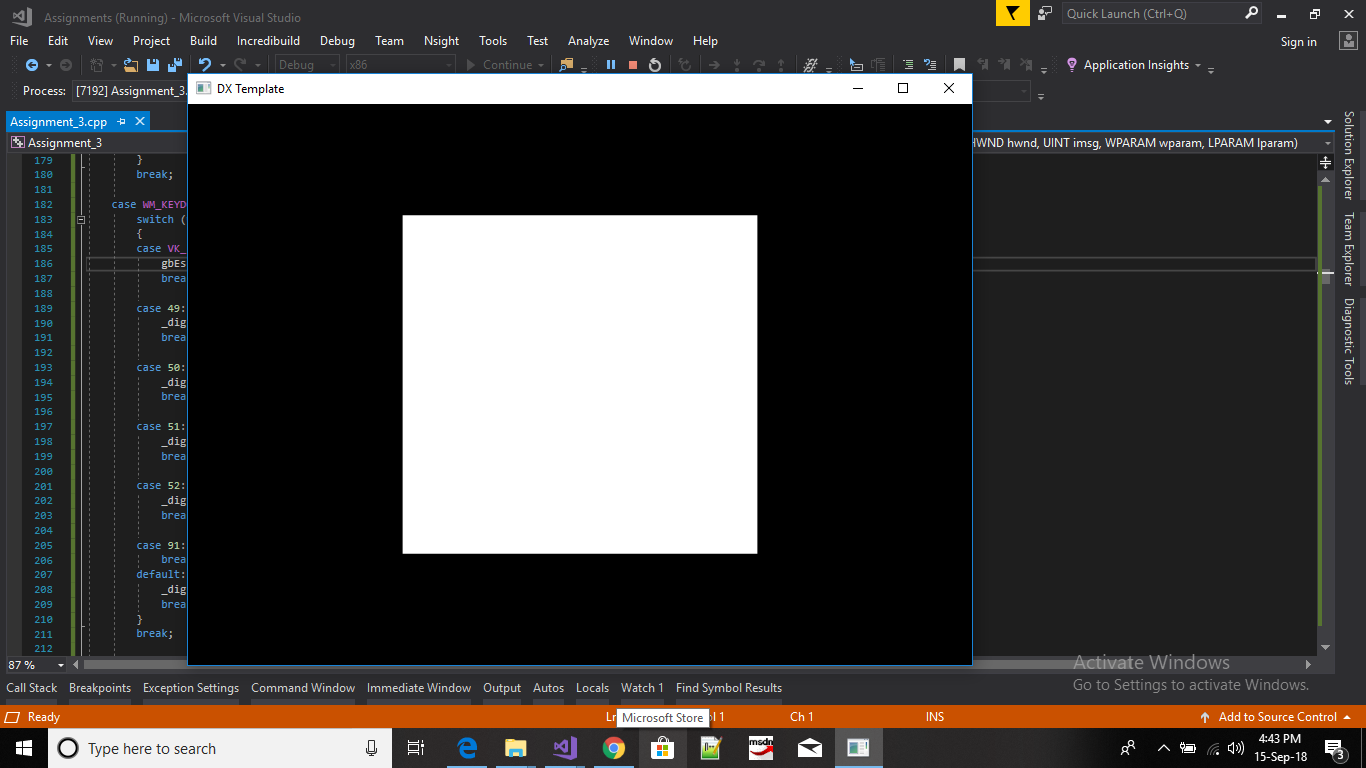 Assignments (Running) - Microsoft Visual Studio
Quick Launch (Ctrl+Q)
File Edit View Project Build Incredibuild Debug Team Nsight Tools Test Analyze Window Help
Sign in
Debug x86 Continue Application Insights
Process: [7192] Assignment_3.
DX Template
Assignment_3.cpp
Assignment_3
HWND hwnd, UINT imsg, WPARAM wparam, LPARAM lparam)
179 }
180 break;
181
182 case WM_KEYD
183 switch (
184 {
185 case VK_
186 gbEs
187 brea
188
189 case 49:
190 _dig
191 brea
192
193 case 50:
194 _dig
195 brea
196
197 case 51:
198 _dig
199 brea
200
201 case 52:
202 _dig
203 brea
204
205 case 91:
206 brea
207 default:
208 _dig
209 brea
210 }
211 break;
212
Solution Explorer
Team Explorer
Diagnostic Tools
87 %
Activate Windows
Go to Settings to activate Windows.
Call Stack Breakpoints Exception Settings Command Window Immediate Window Output Autos Locals Watch 1 Find Symbol Results
Ready Ln l 1 Ch 1 INS Add to Source Control
Microsoft Store
Type here to search
msdn
4:43 PM
15-Sep-18
3